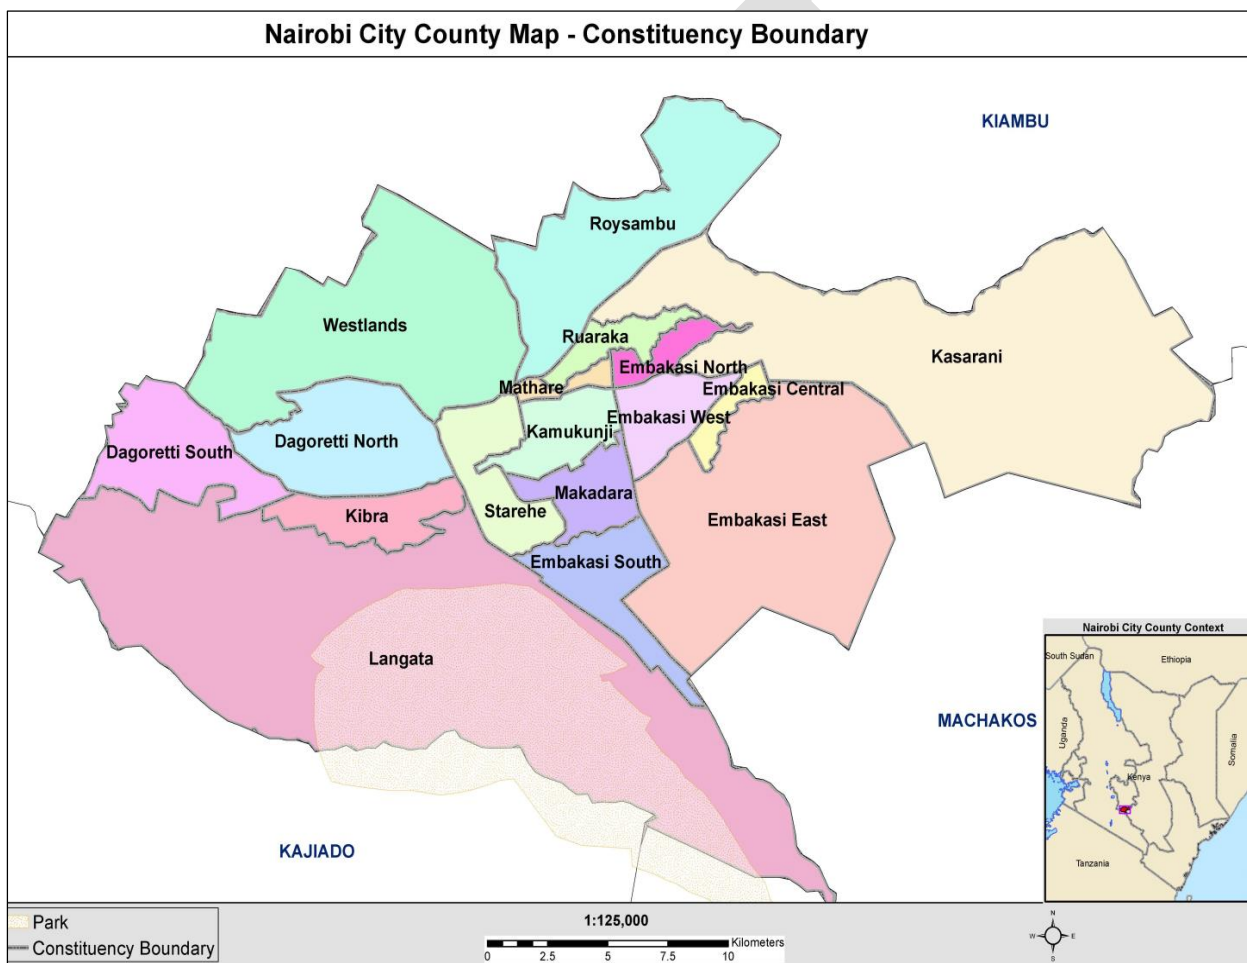 Nairobi City County Map - Constituency Boundary
KIAMBU
Roysambu
Westlands
Ruaraka
Kasarani
Embakasi North
Mathare
Embakasi Central
Embakasi West
Kamukunji
Dagoretti North
Dagoretti South
Makadara
Starehe
Kibra
Embakasi East
Embakasi South
Langata
MACHAKOS
KAJIADO
Nairobi City County Context
South Sudan
Ethiopia
Uganda
Somalia
Kenya
Tanzania
Park
Constituency Boundary
1:125,000
Kilometers
0 2.5 5 7.5 10
N
W E
S